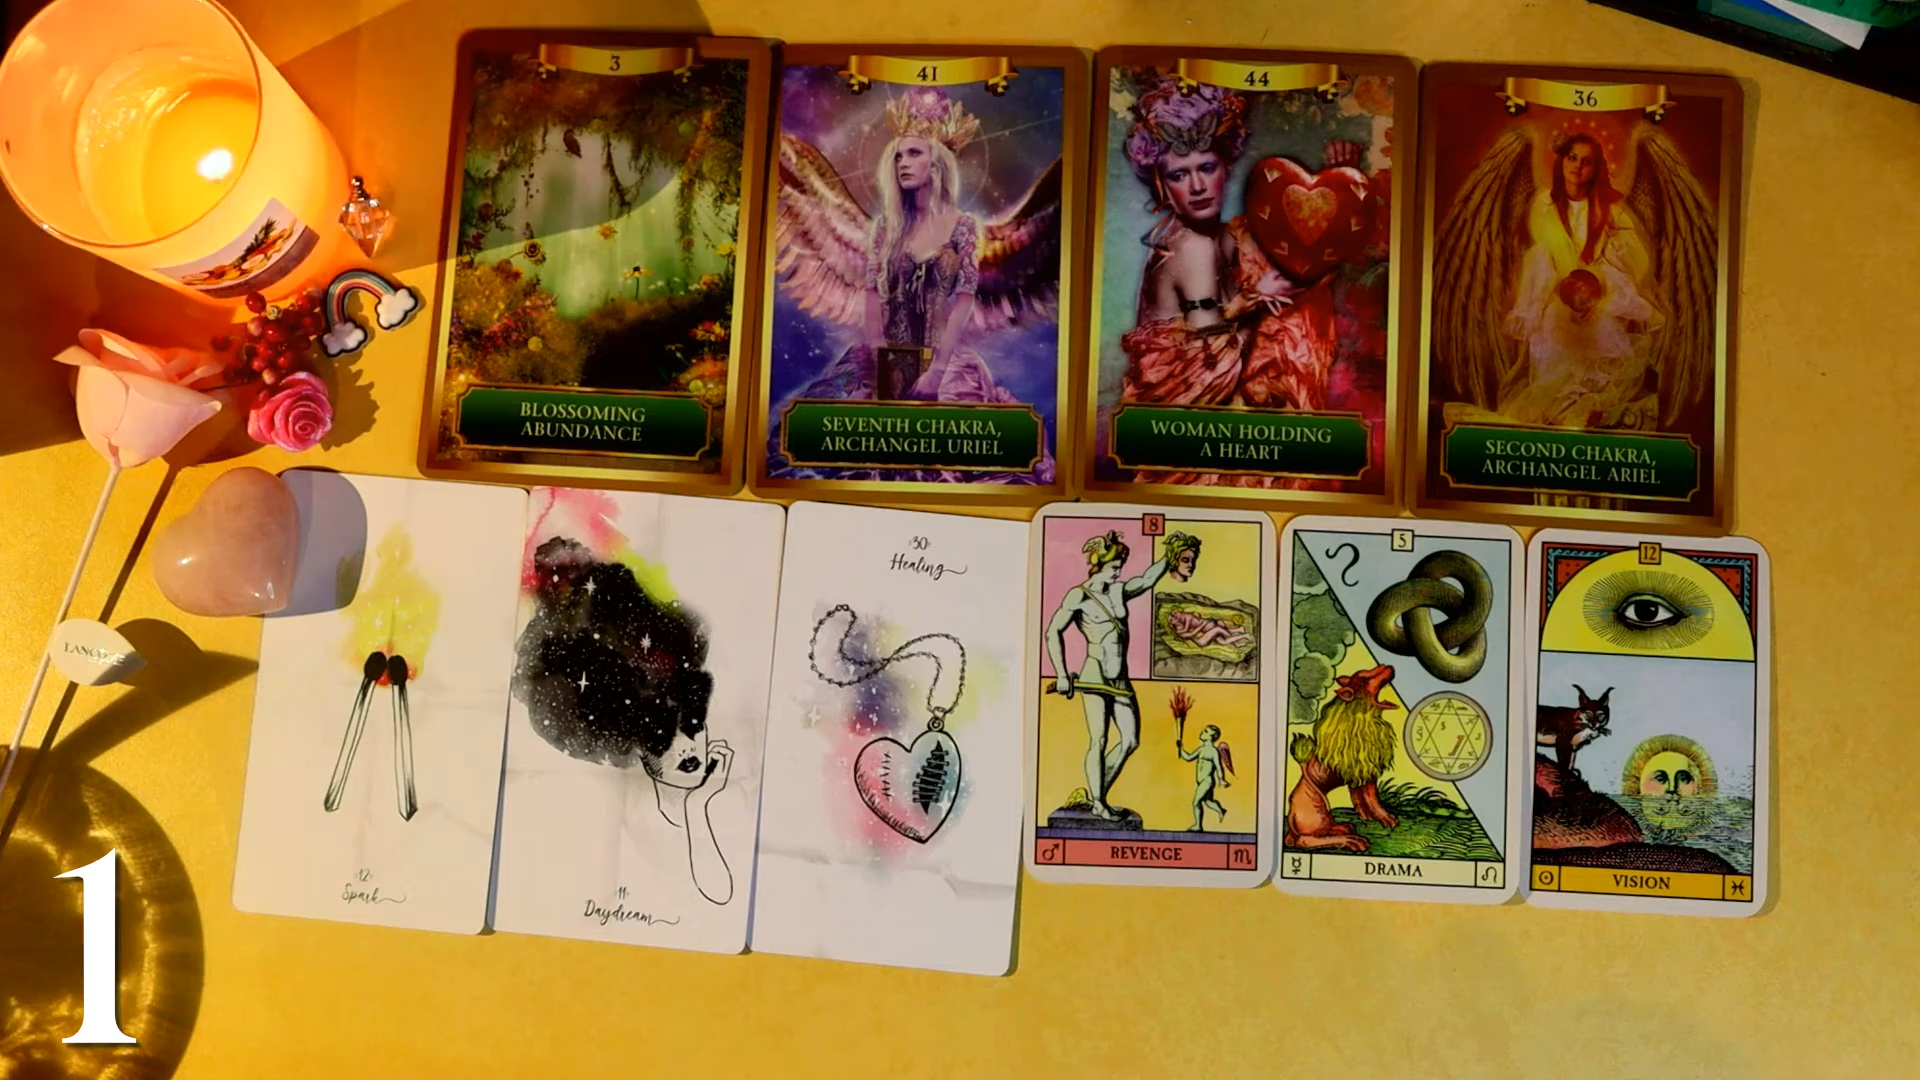 3
BLOSSOMING
ABUNDANCE
41
SEVENTH CHAKRA,
ARCHANGEL URIEL
44
WOMAN HOLDING
A HEART
36
SECOND CHAKRA,
ARCHANGEL ARIEL
12
Spark
11
Daydream
30
Healing
8
REVENGE
5
DRAMA
12
VISION
1